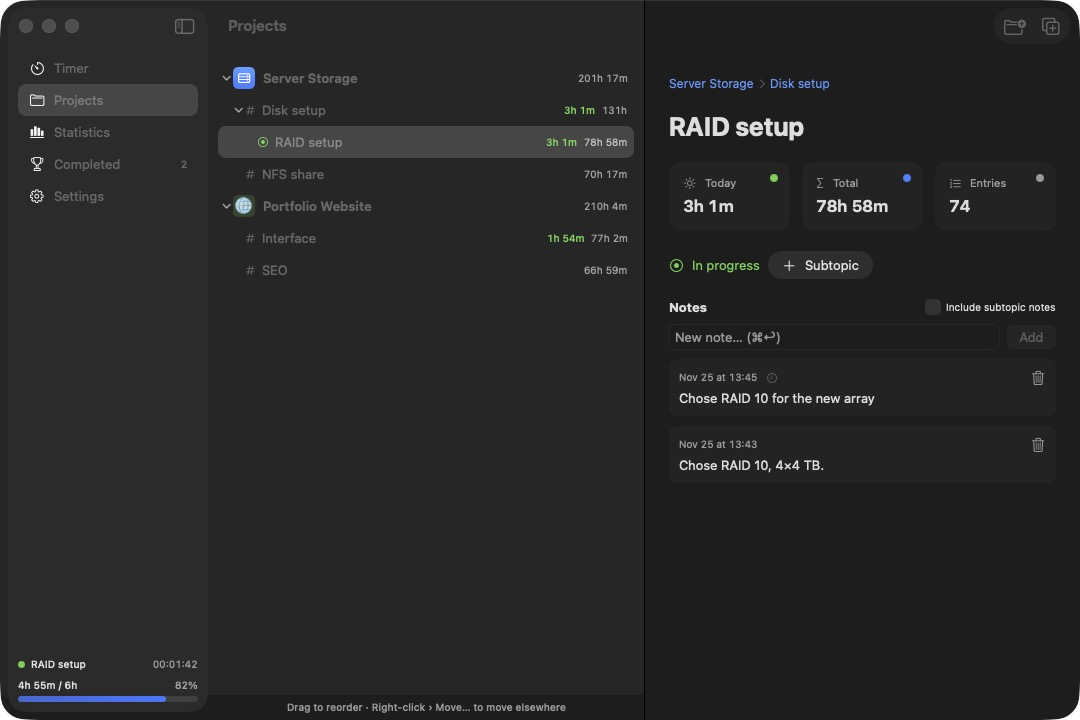 Projects
Timer
Projects
Statistics
Completed 2
Settings
Server Storage 201h 17m
# Disk setup 3h 1m 131h
RAID setup 3h 1m 78h 58m
# NFS share 70h 17m
Portfolio Website 210h 4m
# Interface 1h 54m 77h 2m
# SEO 66h 59m
Drag to reorder · Right-click › Move... to move elsewhere
RAID setup 00:01:42
4h 55m / 6h 82%
Server Storage > Disk setup
RAID setup
Today
3h 1m
Σ Total
78h 58m
Entries
74
In progress
+ Subtopic
Notes
Include subtopic notes
New note... (⌘↩)
Add
Nov 25 at 13:45
Chose RAID 10 for the new array
Nov 25 at 13:43
Chose RAID 10, 4×4 TB.